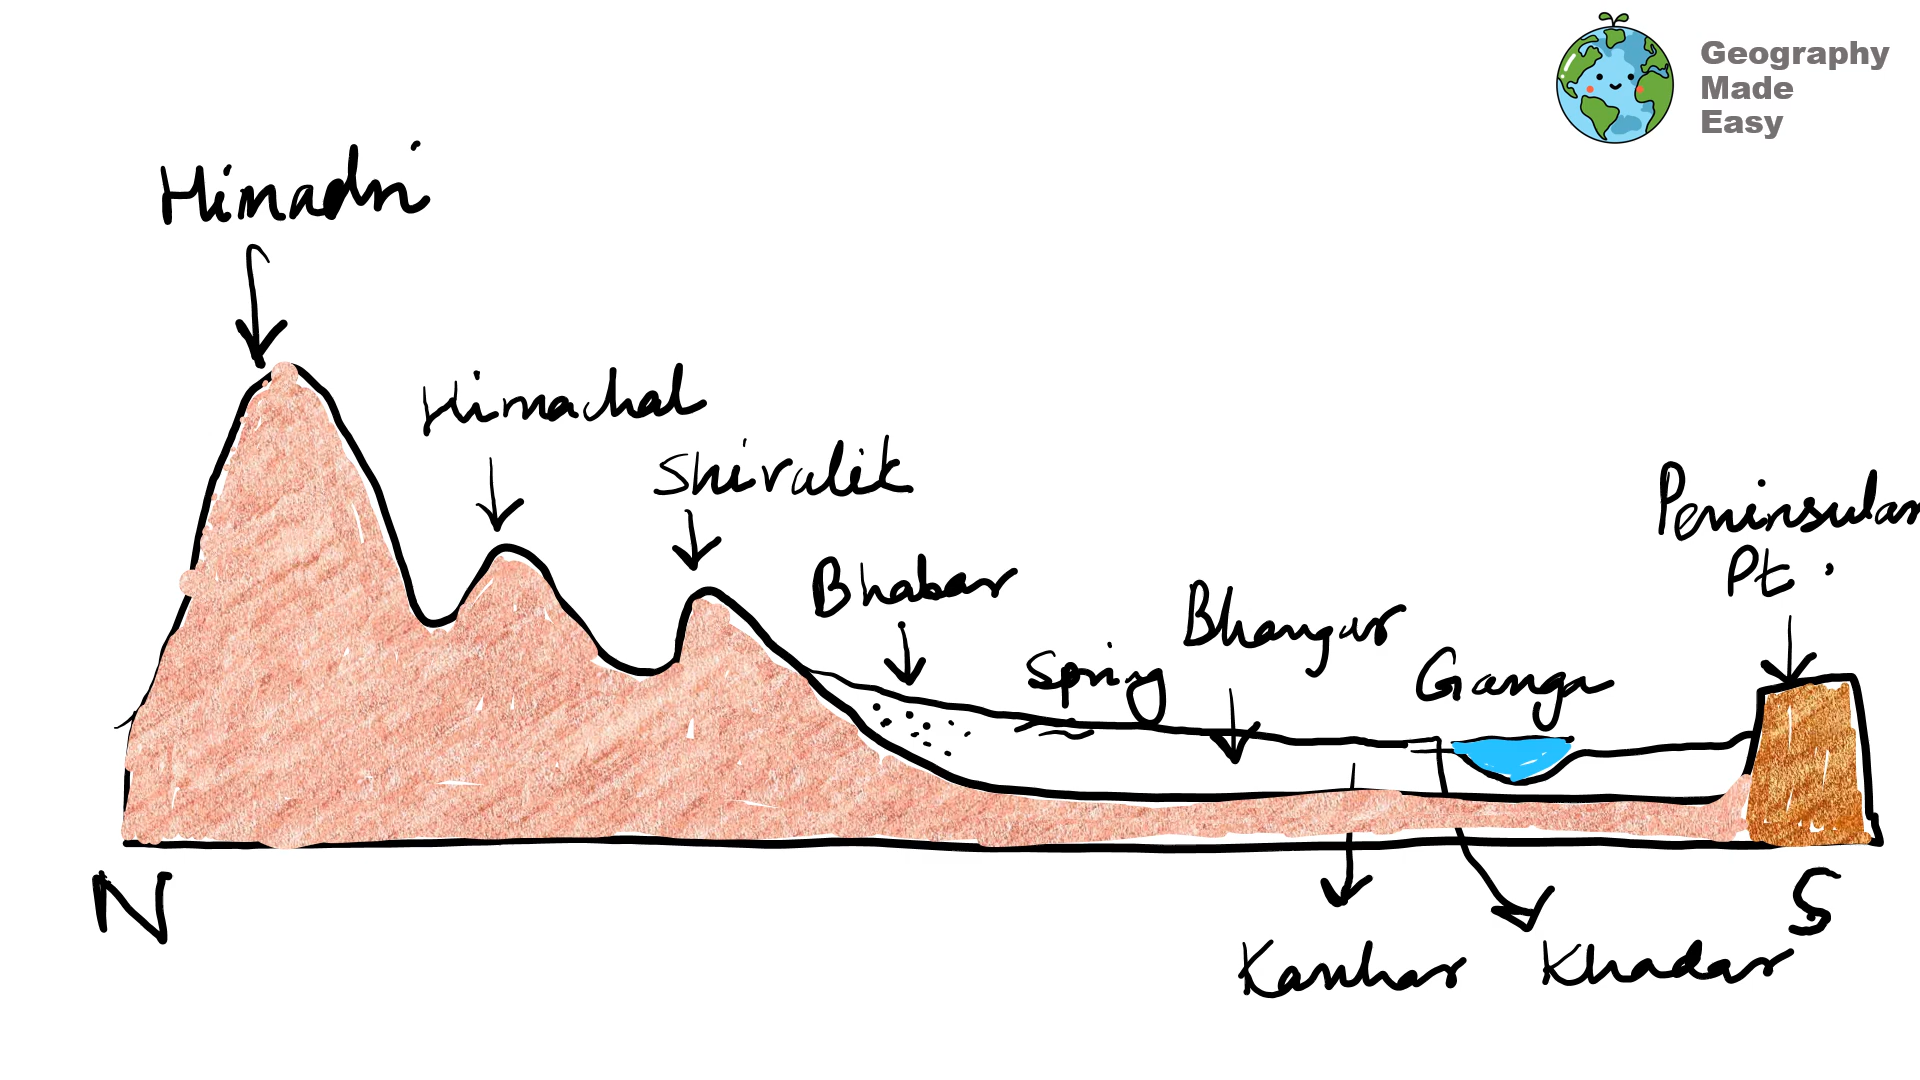 Geography
Made
Easy
Himadri
Himachal
Shivalik
Bhabar
Spring
Bhangar
Ganga
Peninsular
Pt.
N
S
Kankar
Khadar